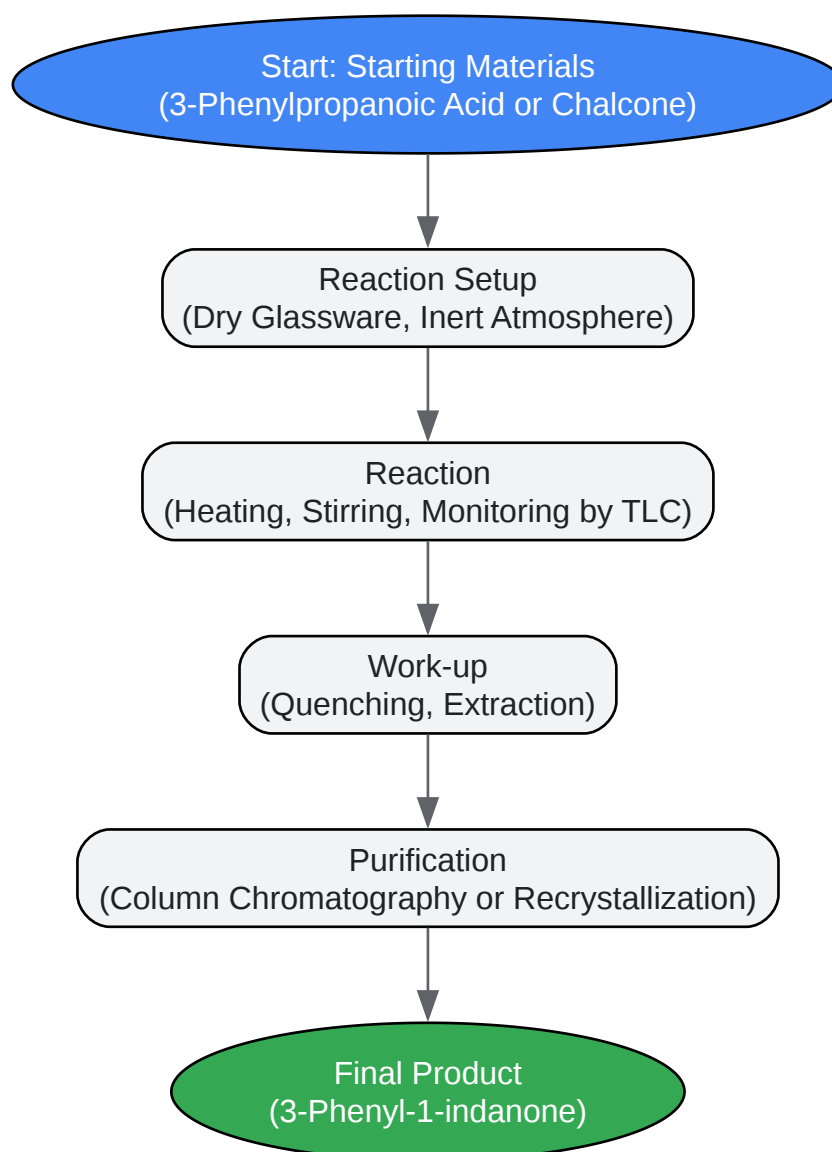 Start: Starting Materials
(3-Phenylpropanoic Acid or Chalcone)
Reaction Setup
(Dry Glassware, Inert Atmosphere)
Reaction
(Heating, Stirring, Monitoring by TLC)
Work-up
(Quenching, Extraction)
Purification
(Column Chromatography or Recrystallization)
Final Product
(3-Phenyl-1-indanone)